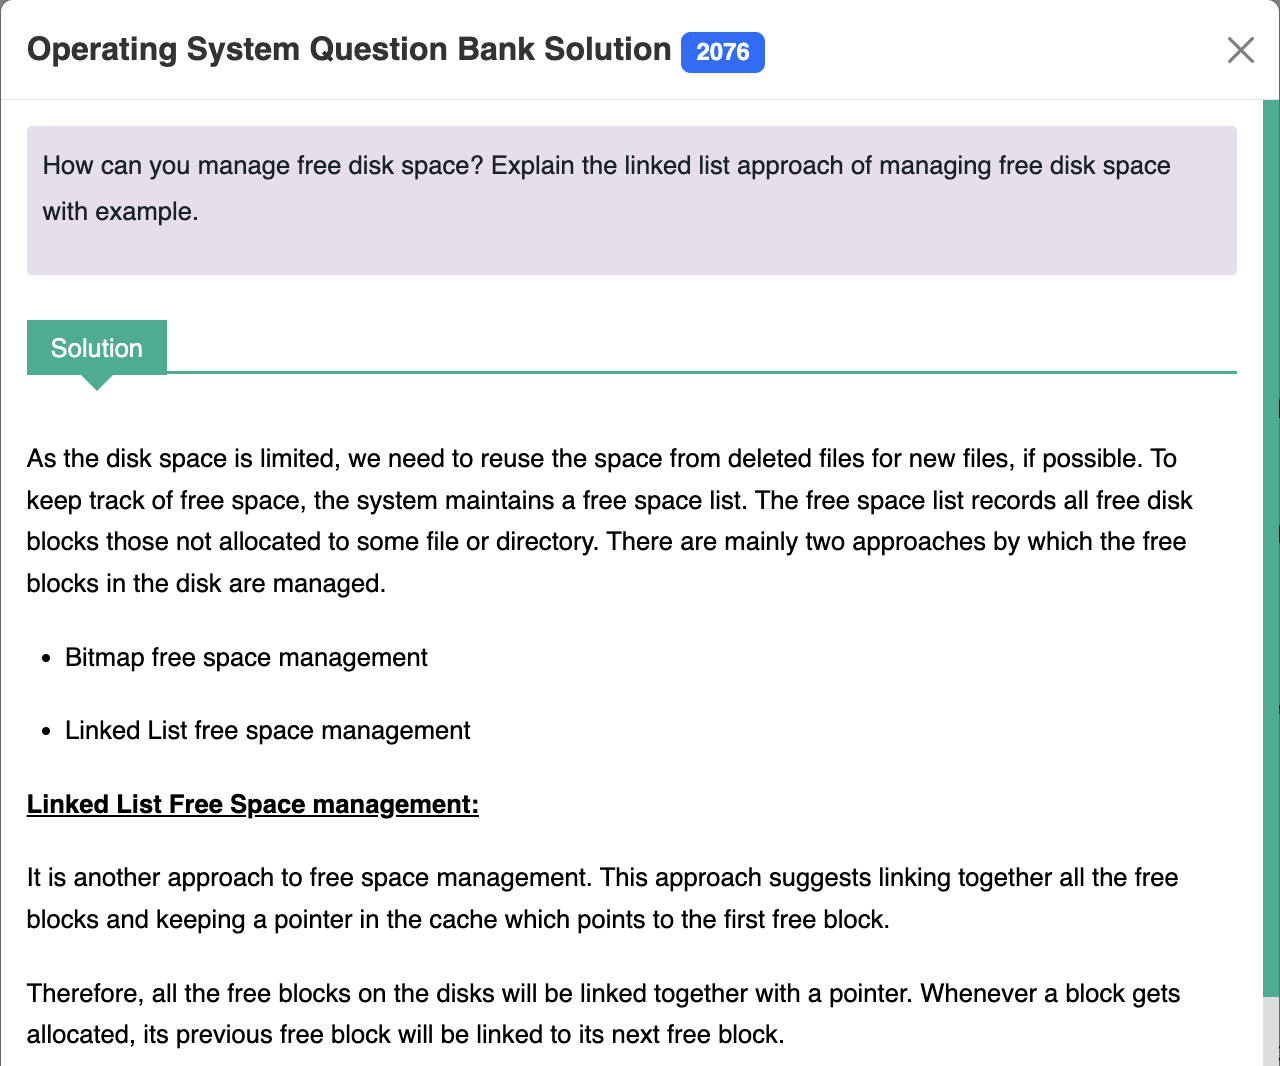 Operating System Question Bank Solution 2076
How can you manage free disk space? Explain the linked list approach of managing free disk space
with example.
Solution
As the disk space is limited, we need to reuse the space from deleted files for new files, if possible. To
keep track of free space, the system maintains a free space list. The free space list records all free disk
blocks those not allocated to some file or directory. There are mainly two approaches by which the free
blocks in the disk are managed.
• Bitmap free space management
• Linked List free space management
Linked List Free Space management:
It is another approach to free space management. This approach suggests linking together all the free
blocks and keeping a pointer in the cache which points to the first free block.
Therefore, all the free blocks on the disks will be linked together with a pointer. Whenever a block gets
allocated, its previous free block will be linked to its next free block.